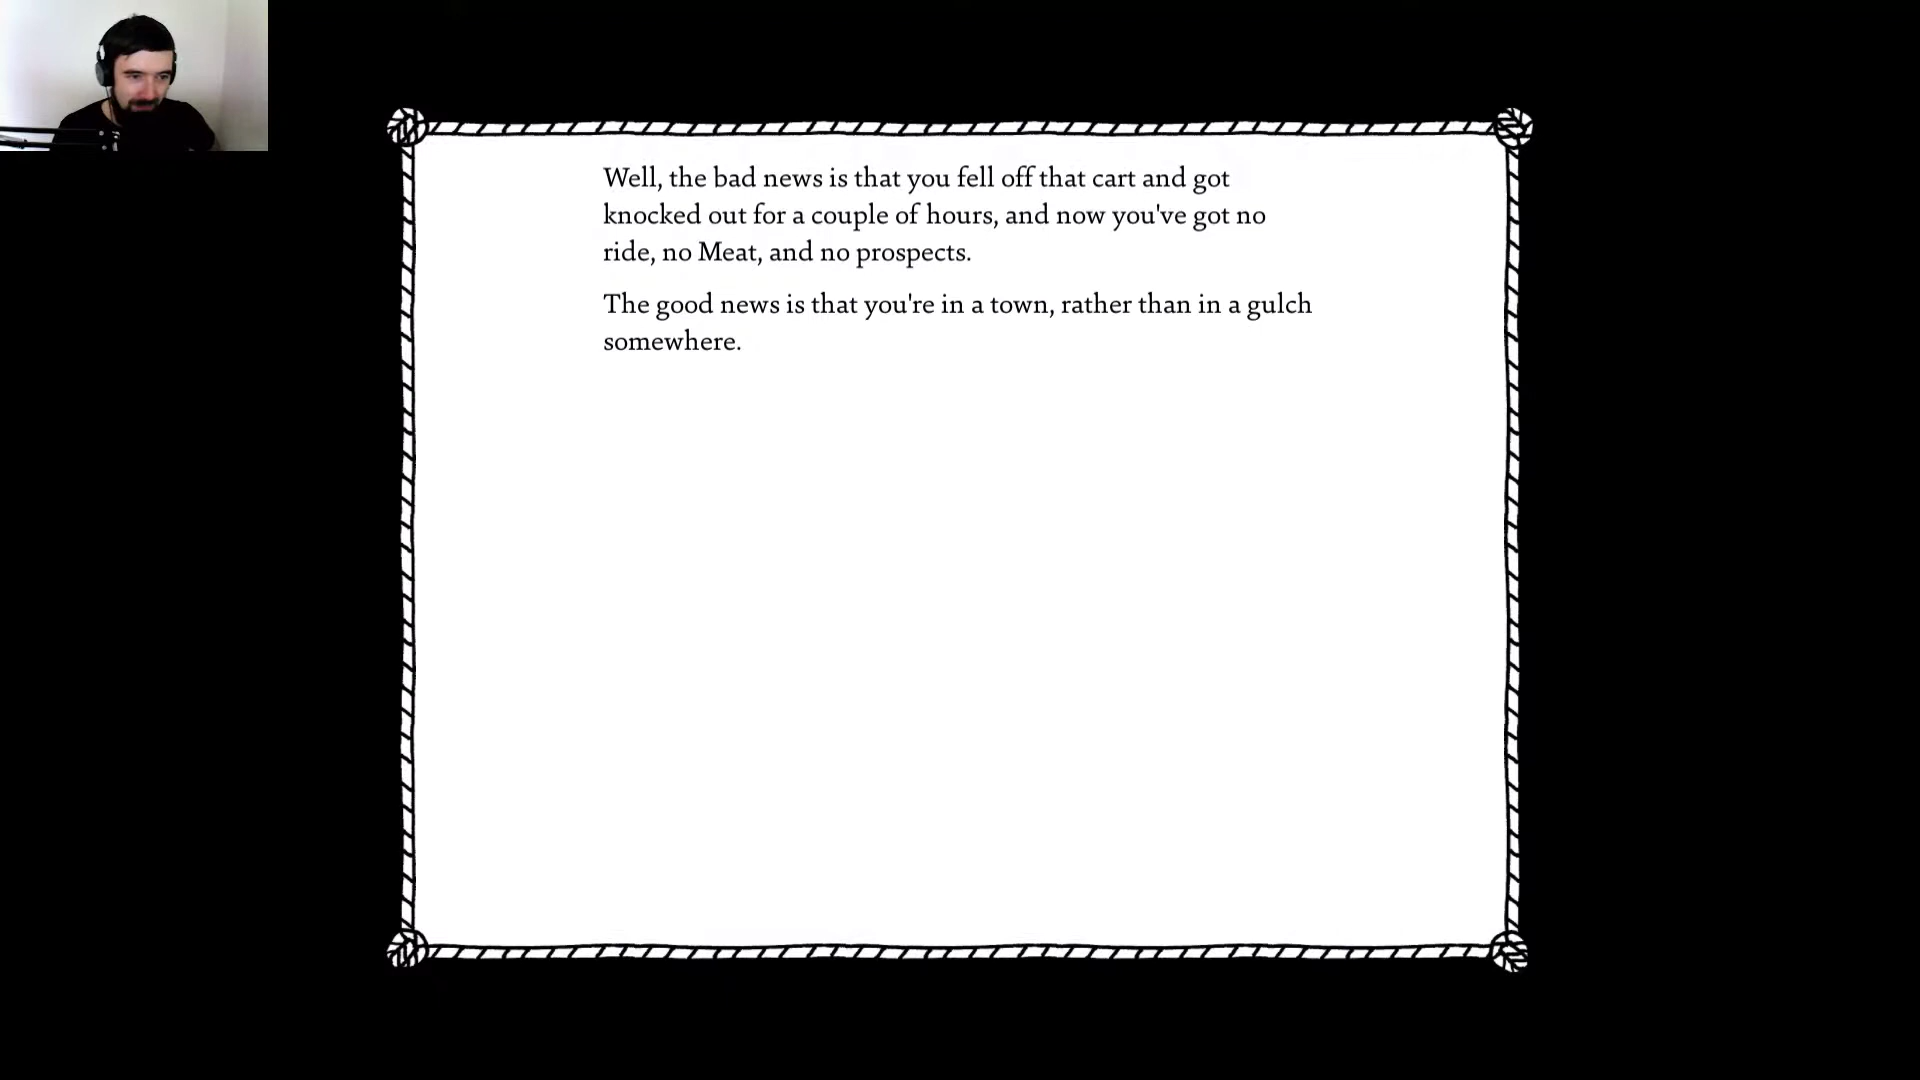 Well, the bad news is that you fell off that cart and got
knocked out for a couple of hours, and now you've got no
ride, no Meat, and no prospects.
The good news is that you're in a town, rather than in a gulch
somewhere.